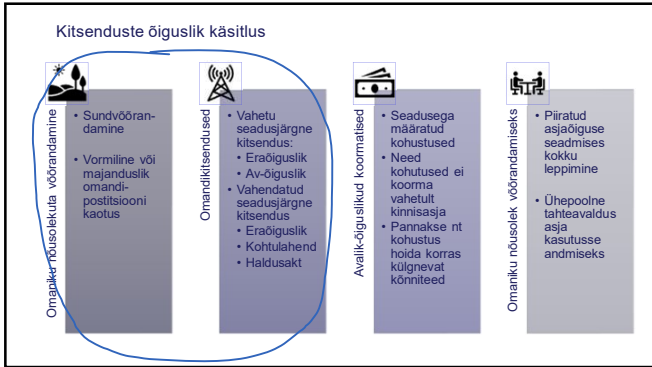 Kitsenduste õiguslik käsitlus
Omaniku nõusolekuta võõrandamine
• Sundvõõran-
damine
• Vormiline või
majanduslik
omandi-
postitsiooni
kaotus
Omandikitsendused
• Vahetu
seadusjärgne
kitsendus:
• Eraõiguslik
• Av-õiguslik
• Vahendatud
seadusjärgne
kitsendus
• Eraõiguslik
• Kohtulahend
• Haldusakt
Avalik-õiguslikud koormatised
• Seadusega
määratud
kohustused
• Need
kohutused ei
koorma
vahetult
kinnisasja
• Pannakse nt
kohustus
hoida korras
külgnevat
kõnniteed
Omaniku nõusolek võõrandamiseks
• Piiratud
asjaõiguse
seadmises
kokku
leppimine
• Ühepoolne
tahteavaldus
asja
kasutusse
andmiseks